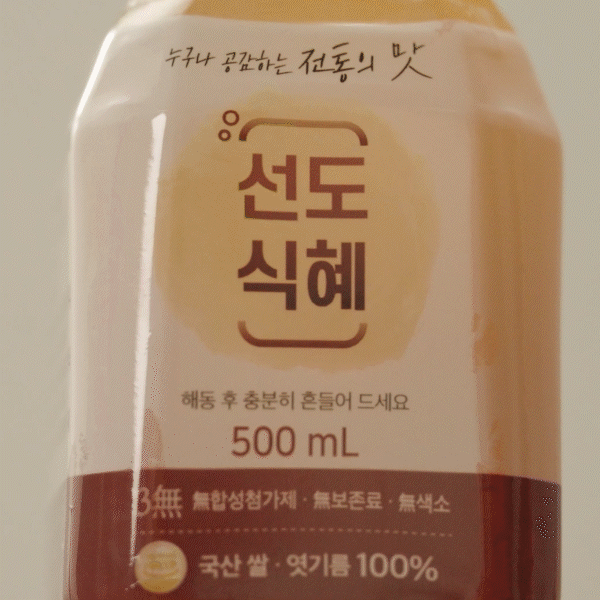 누구나 공감하는 전통의 맛
선도
식혜
해동 후 충분히 흔들어 드세요
500 mL
3無 無합성첨가제 · 無보존료 · 無색소
국산 쌀 · 엿기름 100%